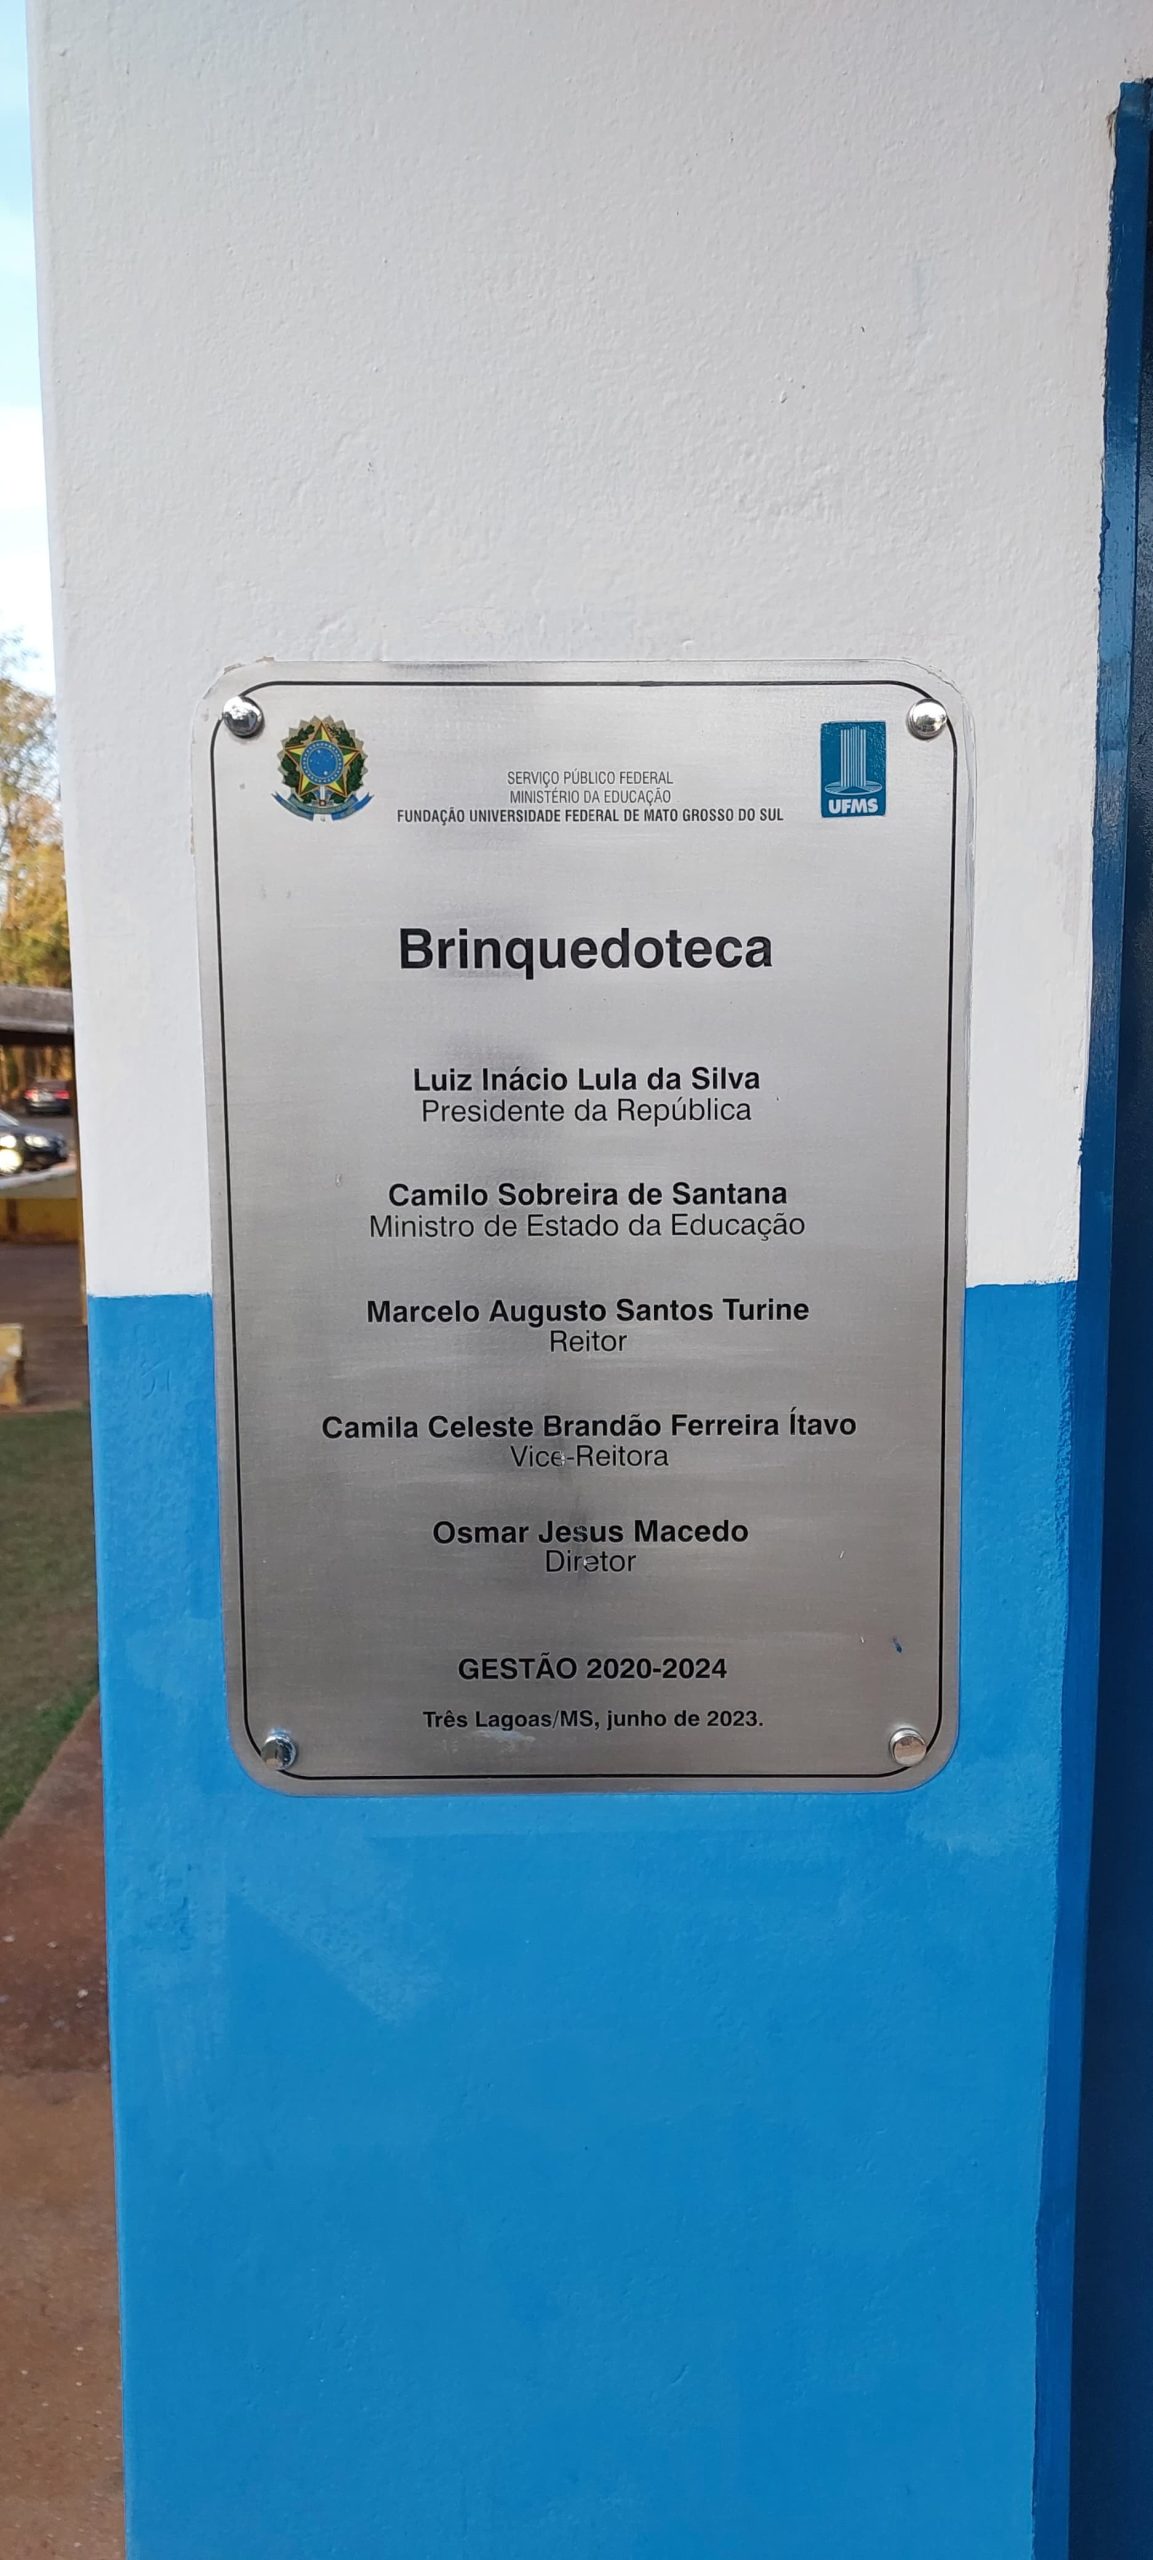 SERVIÇO PÚBLICO FEDERAL
MINISTÉRIO DA EDUCAÇÃO
FUNDAÇÃO UNIVERSIDADE FEDERAL DE MATO GROSSO DO SUL
UFMS
Brinquedoteca
Luiz Inácio Lula da Silva
Presidente da República
Camilo Sobreira de Santana
Ministro de Estado da Educação
Marcelo Augusto Santos Turine
Reitor
Camila Celeste Brandão Ferreira Ítavo
Vice-Reitora
Osmar Jesus Macedo
Diretor
GESTÃO 2020-2024
Três Lagoas/MS, junho de 2023.